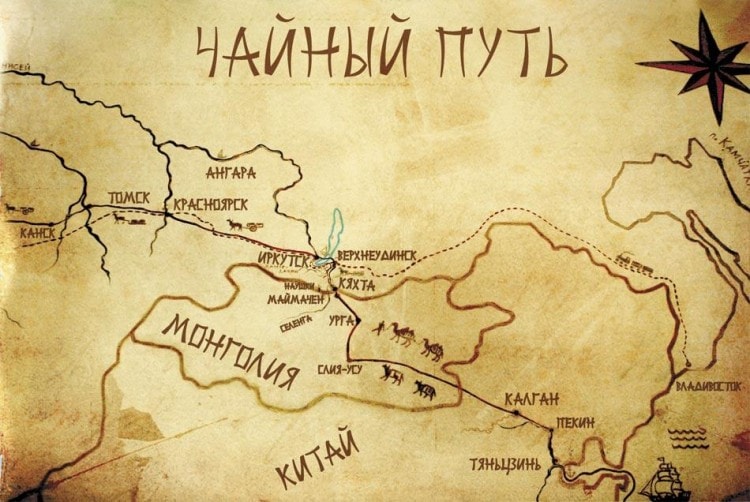 ЧАЙНЫЙ ПУТЬ
п. КАМЧАТКА
АНГАРА
ТОМСК
КРАСНОЯРСК
КАНСК
ИРКУТСК
ВЕРХНЕУДИНСК
КЯХТА
НАУШКИ
МАЙМАЧЕН
СЕЛЕНГА
УРГА
МОНГОЛИЯ
СЛИЯ-УСУ
КАЛГАН
ВЛАДИВОСТОК
ПЕКИН
КИТАЙ
ТЯНЬЦЗИНЬ